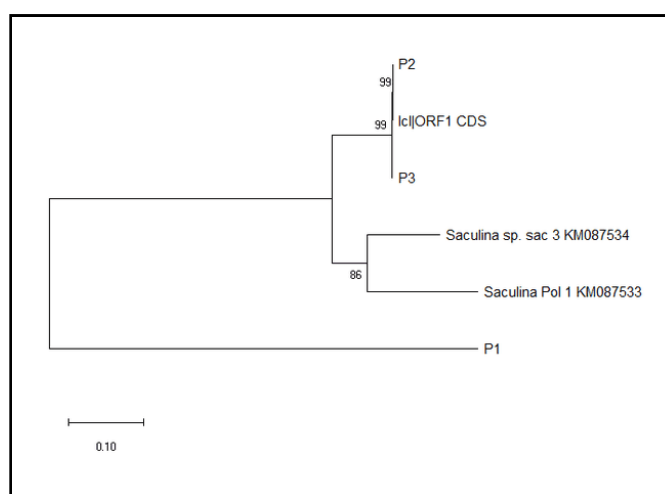 P2
99
lcl|ORF1 CDS
99
P3
Saculina sp. sac 3 KM087534
86
Saculina Pol 1 KM087533
P1
0.10